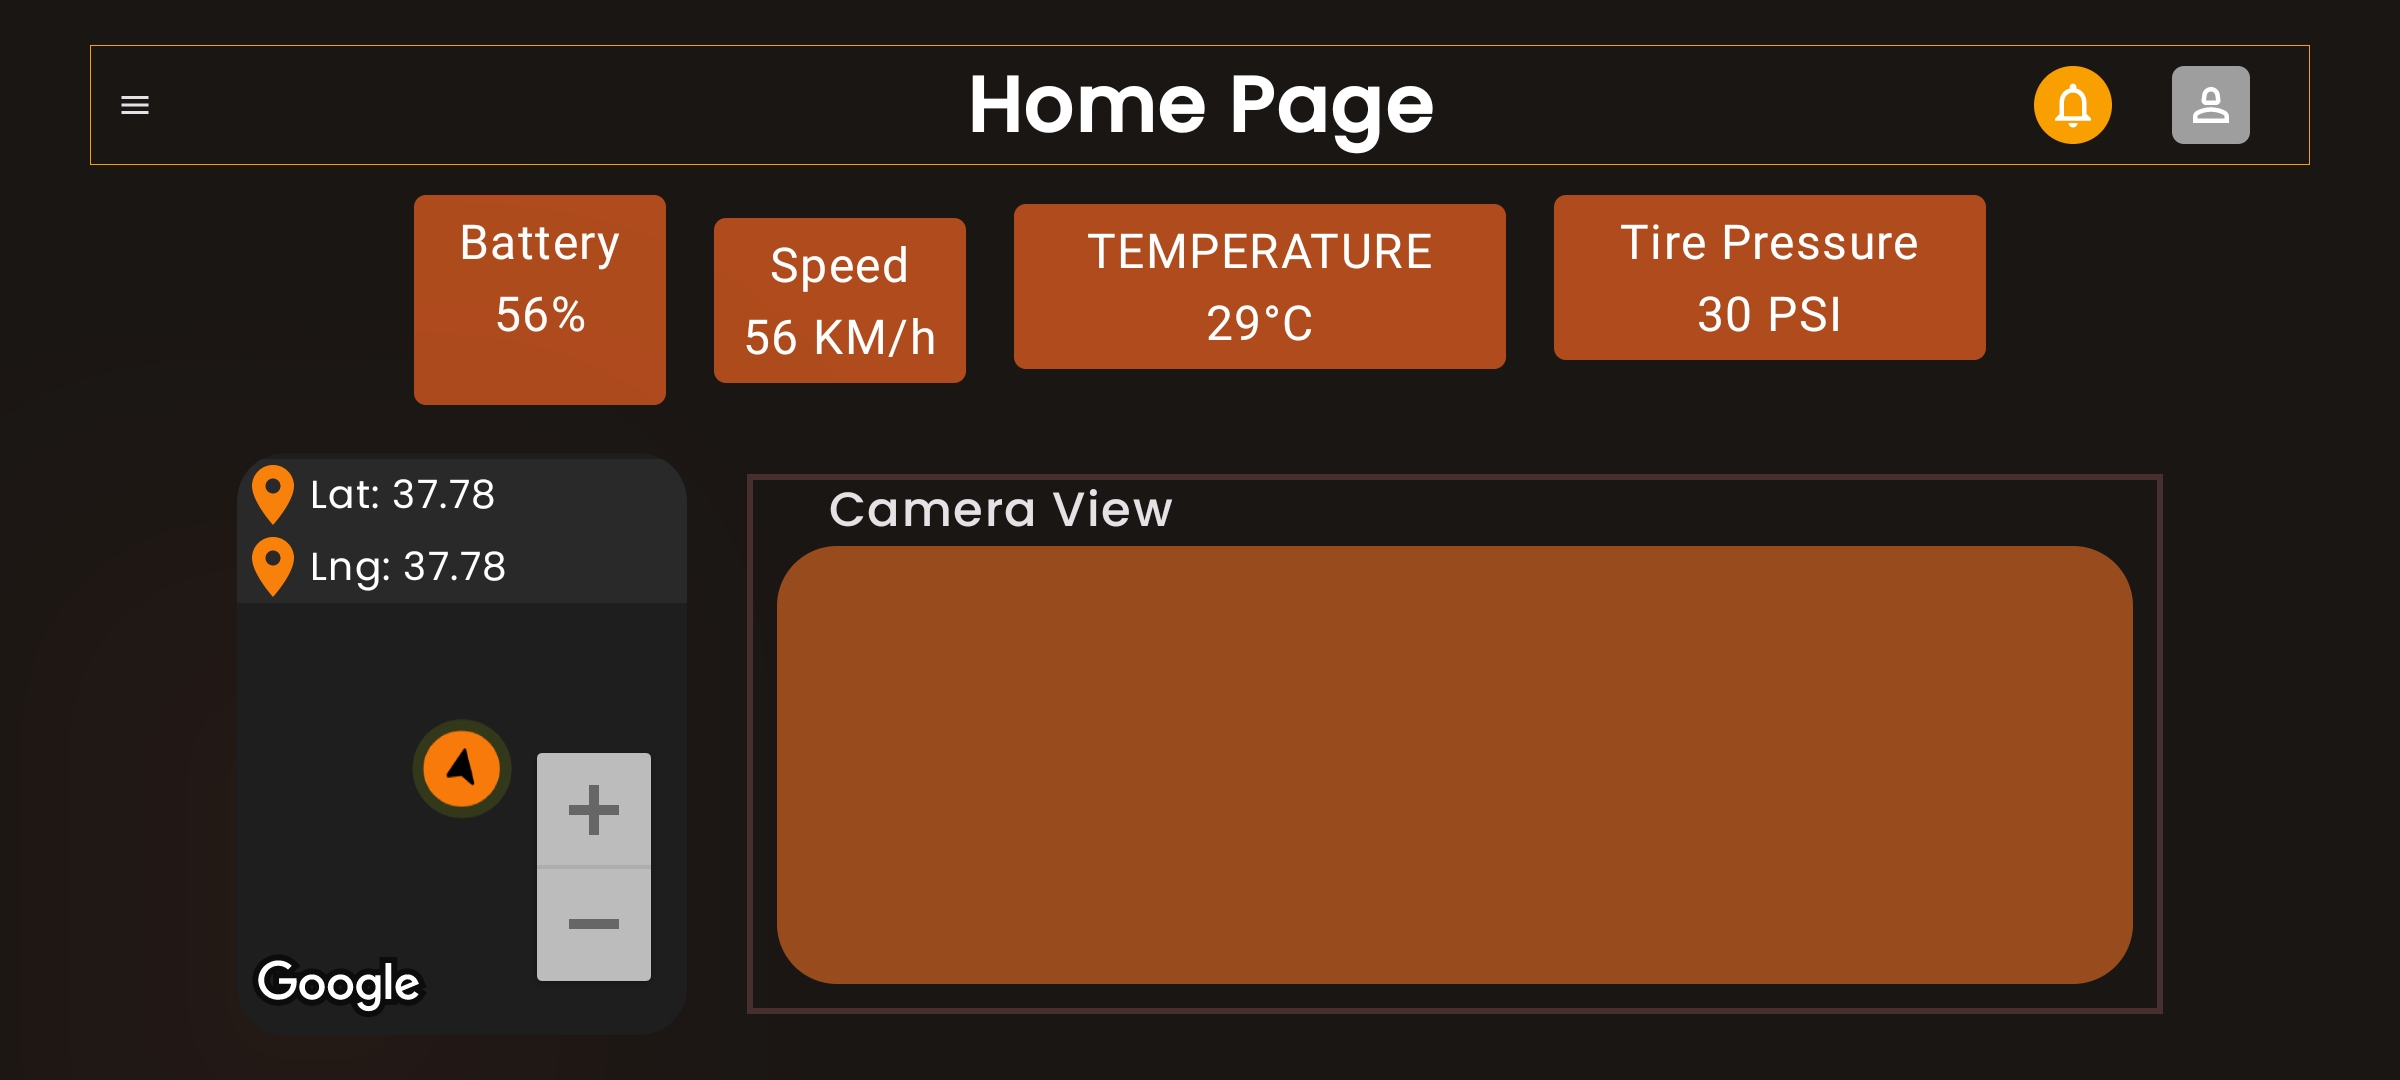 Home Page
Battery
56%
Speed
56 KM/h
TEMPERATURE
29°C
Tire Pressure
30 PSI
Lat: 37.78
Lng: 37.78
Google
Camera View